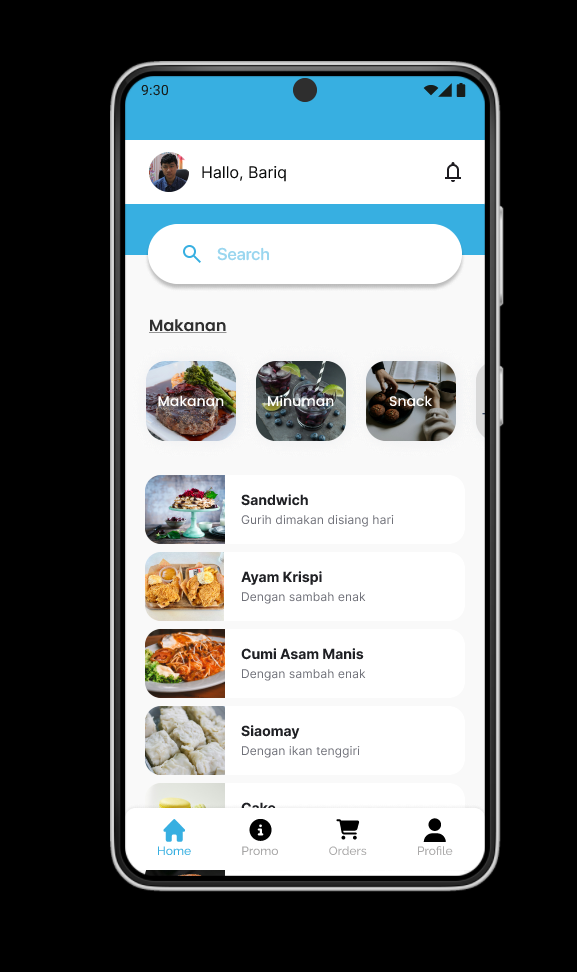 9:30
Hallo, Bariq
Search
Makanan
Makanan
Minuman
Snack
Sandwich
Gurih dimakan disiang hari
Ayam Krispi
Dengan sambah enak
Cumi Asam Manis
Dengan sambah enak
Siaomay
Dengan ikan tenggiri
Cake
Home
Promo
Orders
Profile